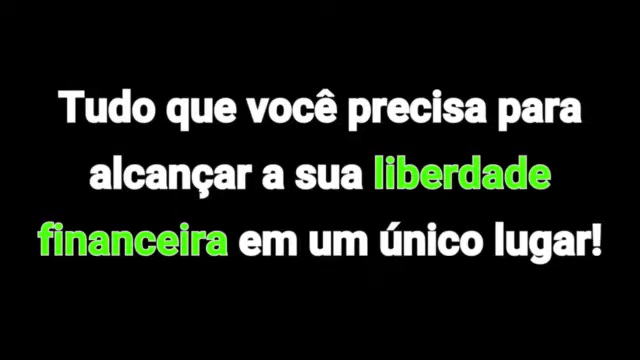 Tudo que você precisa para
alcançar a sua liberdade
financeira em um único lugar!